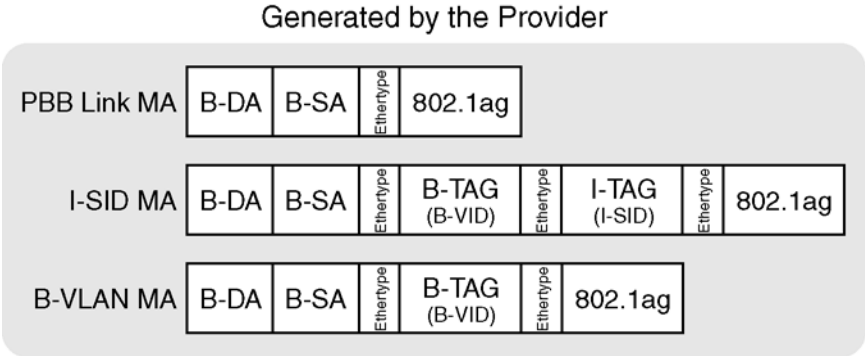 Generated by the Provider
PBB Link MA B-DA B-SA Ethertype 802.1ag
I-SID MA B-DA B-SA Ethertype B-TAG (B-VID) Ethertype I-TAG (I-SID) Ethertype 802.1ag
B-VLAN MA B-DA B-SA Ethertype B-TAG (B-VID) Ethertype 802.1ag